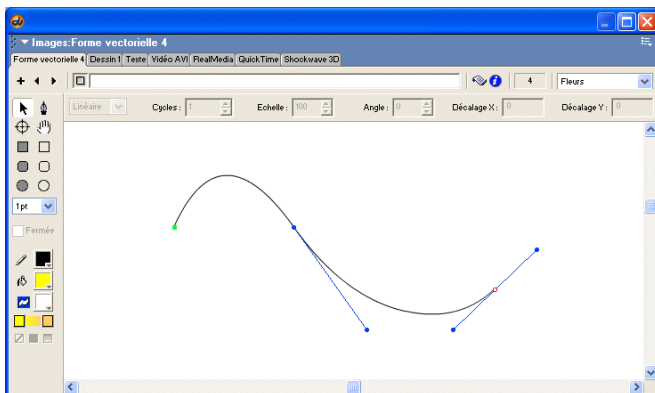 Images:Forme vectorielle 4
Forme vectorielle 4 Dessin 1 Texte Vidéo AVI RealMedia QuickTime Shockwave 3D
4 Fleurs
Linéaire Cycles: 1 Echelle: 100 Angle: 0 Décalage X: 0 Décalage Y: 0
1pt
Fermée